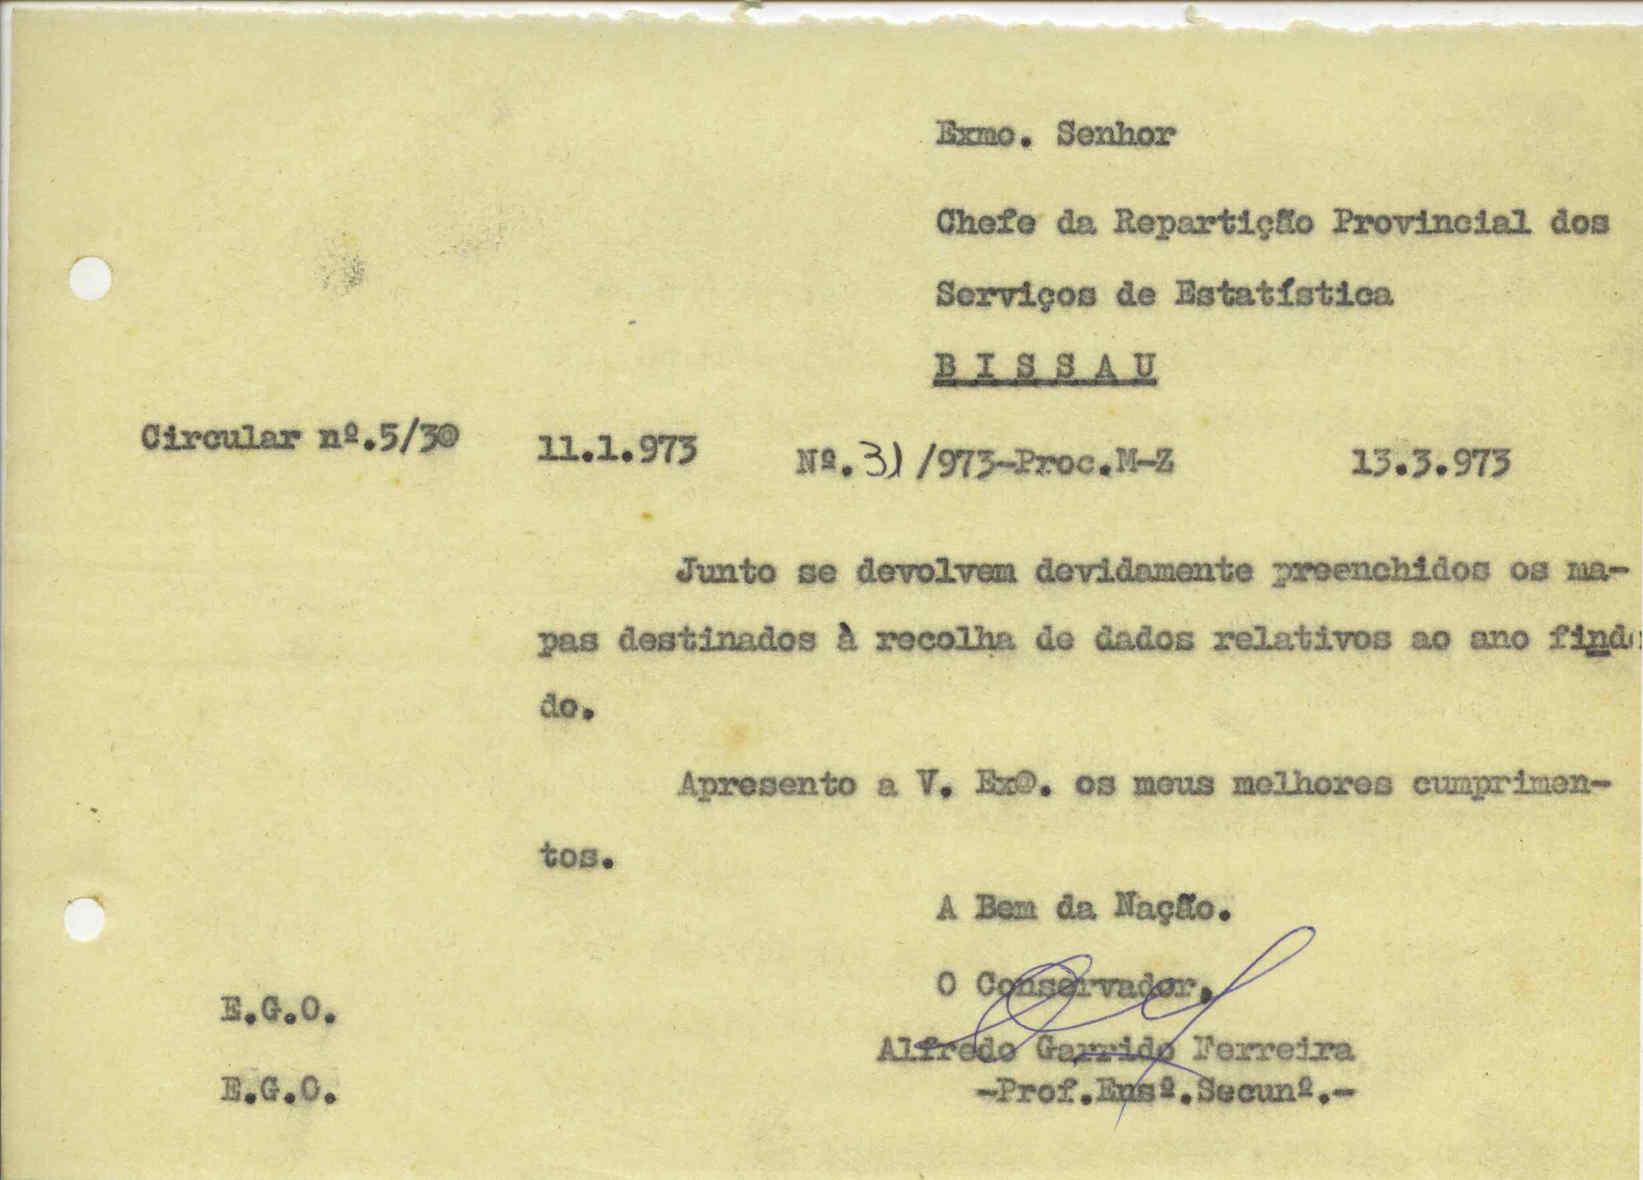 Exmo. Senhor
Chefe da Repartição Provincial dos
Serviços de Estatística
B I S S A U
Circular nº.5/30 11.1.973 Nº.31/973-Proc.M-Z 13.3.973
Junto se devolvem devidamente preenchidos os ma-
pas destinados à recolha de dados relativos ao ano findo
do.
Apresento a V. Exª. os meus melhores cumprimen-
tos.
A Bem da Nação.
O Conservador,
E.G.O.
Alfredo Garrido Ferreira
E.G.O.
-Prof.Ensº.Secunº.-